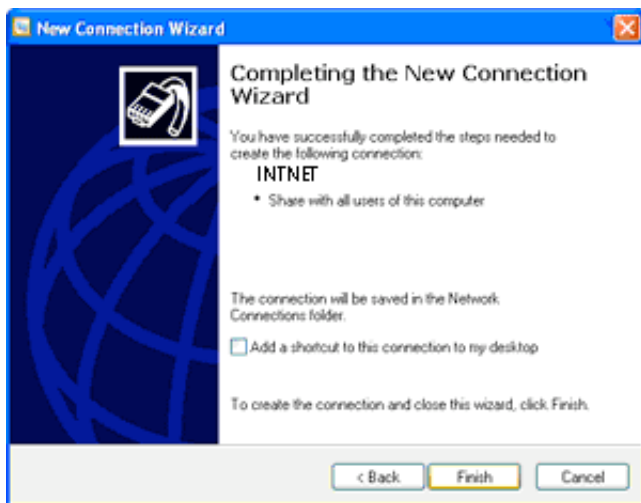 New Connection Wizard
Completing the New Connection
Wizard
You have successfully completed the steps needed to
create the following connection:
INTNET
• Share with all users of this computer
The connection will be saved in the Network
Connections folder.
Add a shortcut to this connection to my desktop
To create the connection and close this wizard, click Finish.
< Back Finish Cancel